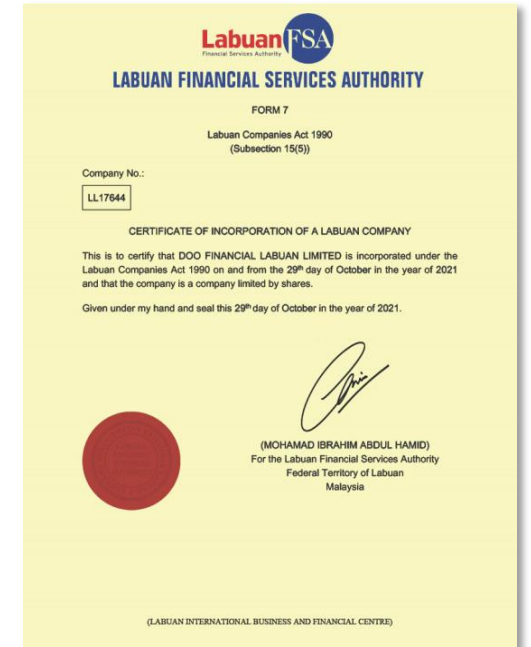 Labuan FSA
Financial Services Authority
LABUAN FINANCIAL SERVICES AUTHORITY
FORM 7
Labuan Companies Act 1990
(Subsection 15(5))
Company No.:
LL17644
CERTIFICATE OF INCORPORATION OF A LABUAN COMPANY
This is to certify that DOO FINANCIAL LABUAN LIMITED is incorporated under the
Labuan Companies Act 1990 on and from the 29th day of October in the year of 2021
and that the company is a company limited by shares.
Given under my hand and seal this 29th day of October in the year of 2021.
(MOHAMAD IBRAHIM ABDUL HAMID)
For the Labuan Financial Services Authority
Federal Territory of Labuan
Malaysia
(LABUAN INTERNATIONAL BUSINESS AND FINANCIAL CENTRE)